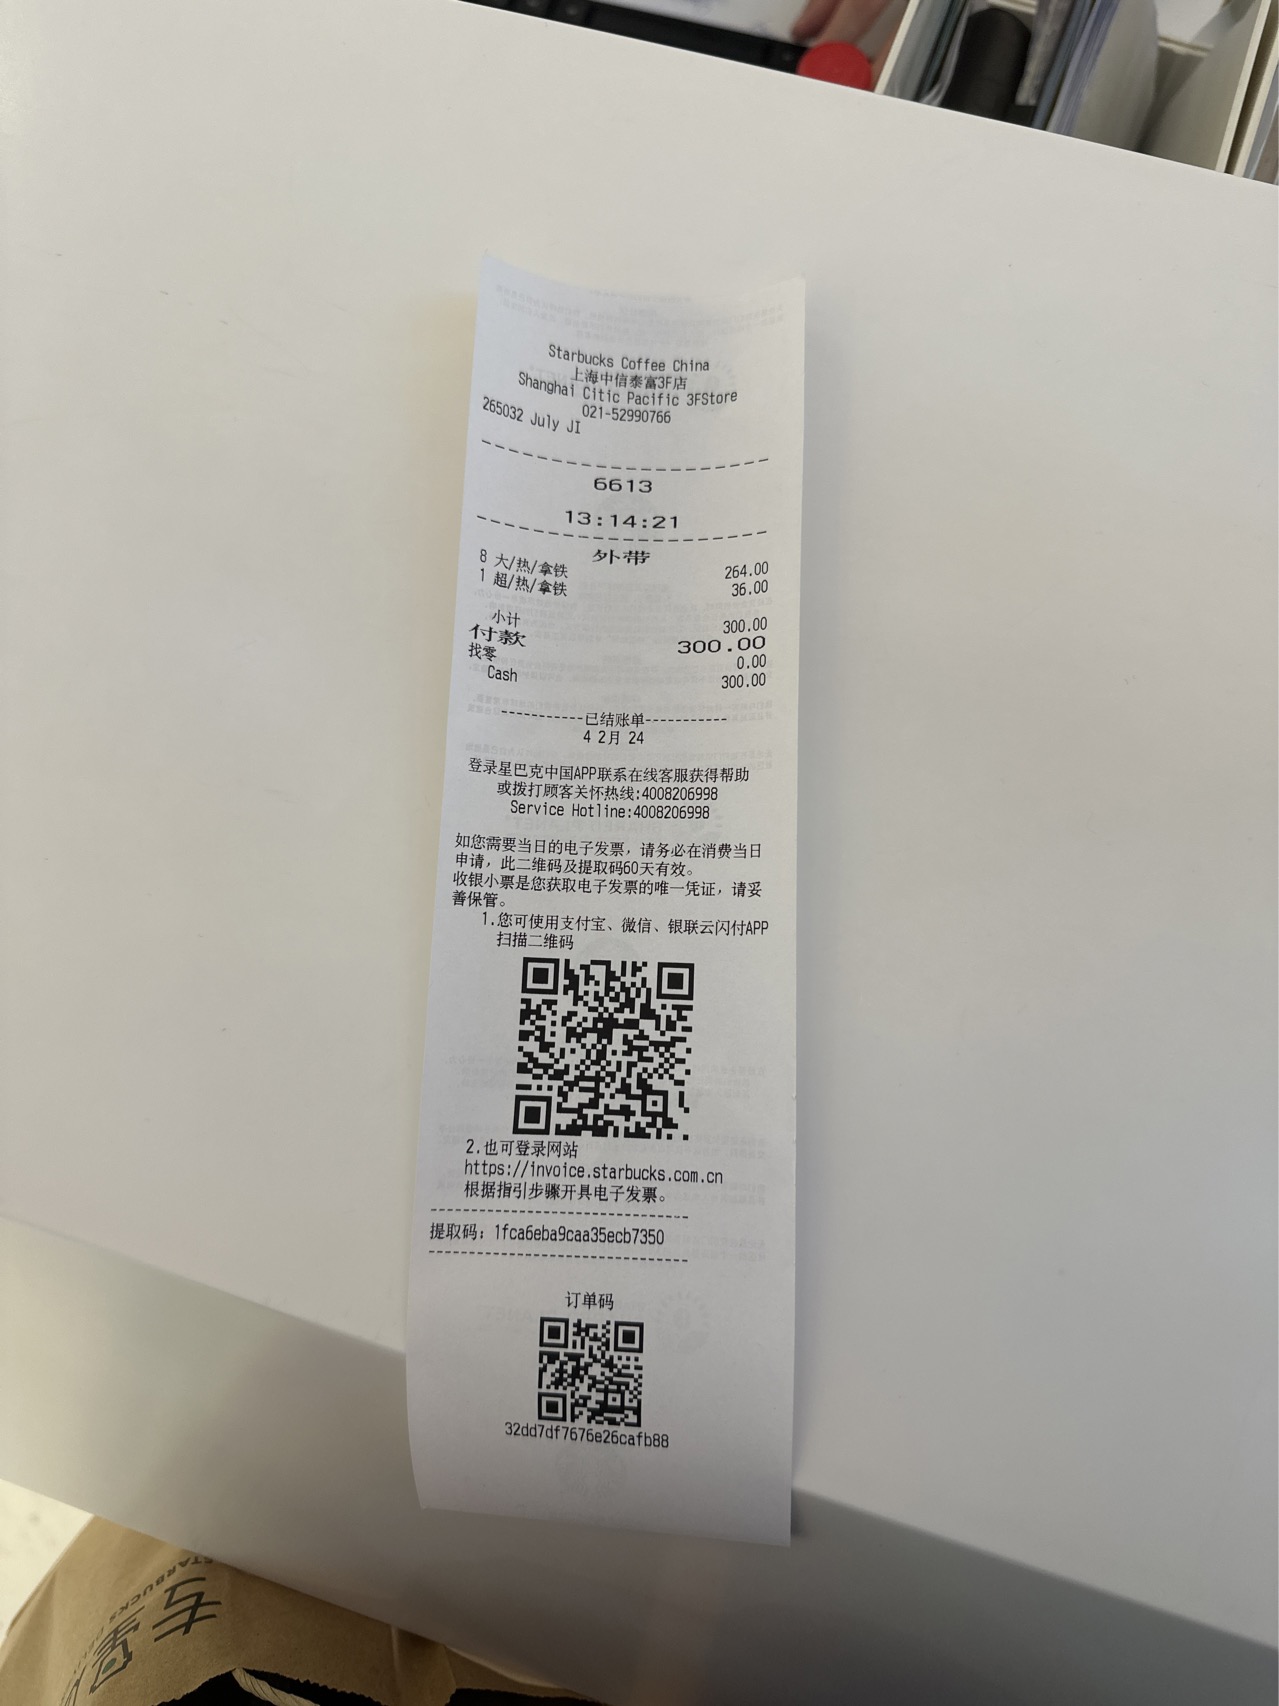 Starbucks Coffee China
上海中信泰富3F店
Shanghai Citic Pacific 3FStore
021-52990766
265032 July JI
6613
13:14:21
外带
8 大/热/拿铁 264.00
1 超/热/拿铁 36.00
小计 300.00
付款 300.00
找零 0.00
Cash 300.00
-----------已结账单-----------
4 2月 24
登录星巴克中国APP联系在线客服获得帮助
或拨打顾客关怀热线:4008206998
Service Hotline:4008206998
如您需要当日的电子发票，请务必在消费当日
申请，此二维码及提取码60天有效。
收银小票是您获取电子发票的唯一凭证，请妥
善保管。
1.您可使用支付宝、微信、银联云闪付APP
扫描二维码
2.也可登录网站
https://invoice.starbucks.com.cn
根据指引步骤开具电子发票。
提取码：1fca6eba9caa35ecb7350
订单码
32dd7df7676e26cafb88
STARBUCKS